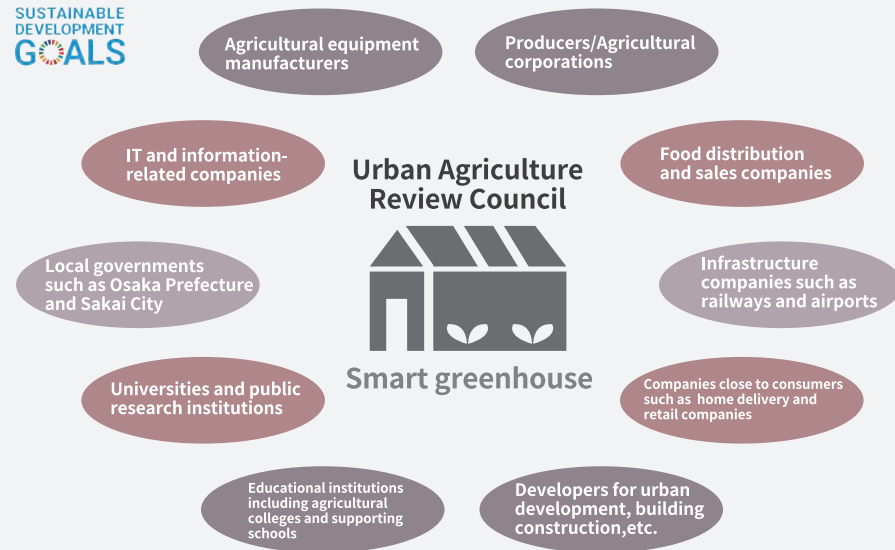 SUSTAINABLE
DEVELOPMENT
GOALS
Agricultural equipment
manufacturers
Producers/Agricultural
corporations
IT and information-
related companies
Urban Agriculture
Review Council
Food distribution
and sales companies
Local governments
such as Osaka Prefecture
and Sakai City
Infrastructure
companies such as
railways and airports
Smart greenhouse
Universities and public
research institutions
Companies close to consumers
such as home delivery and
retail companies
Educational institutions
including agricultural
colleges and supporting
schools
Developers for urban
development, building
construction,etc.